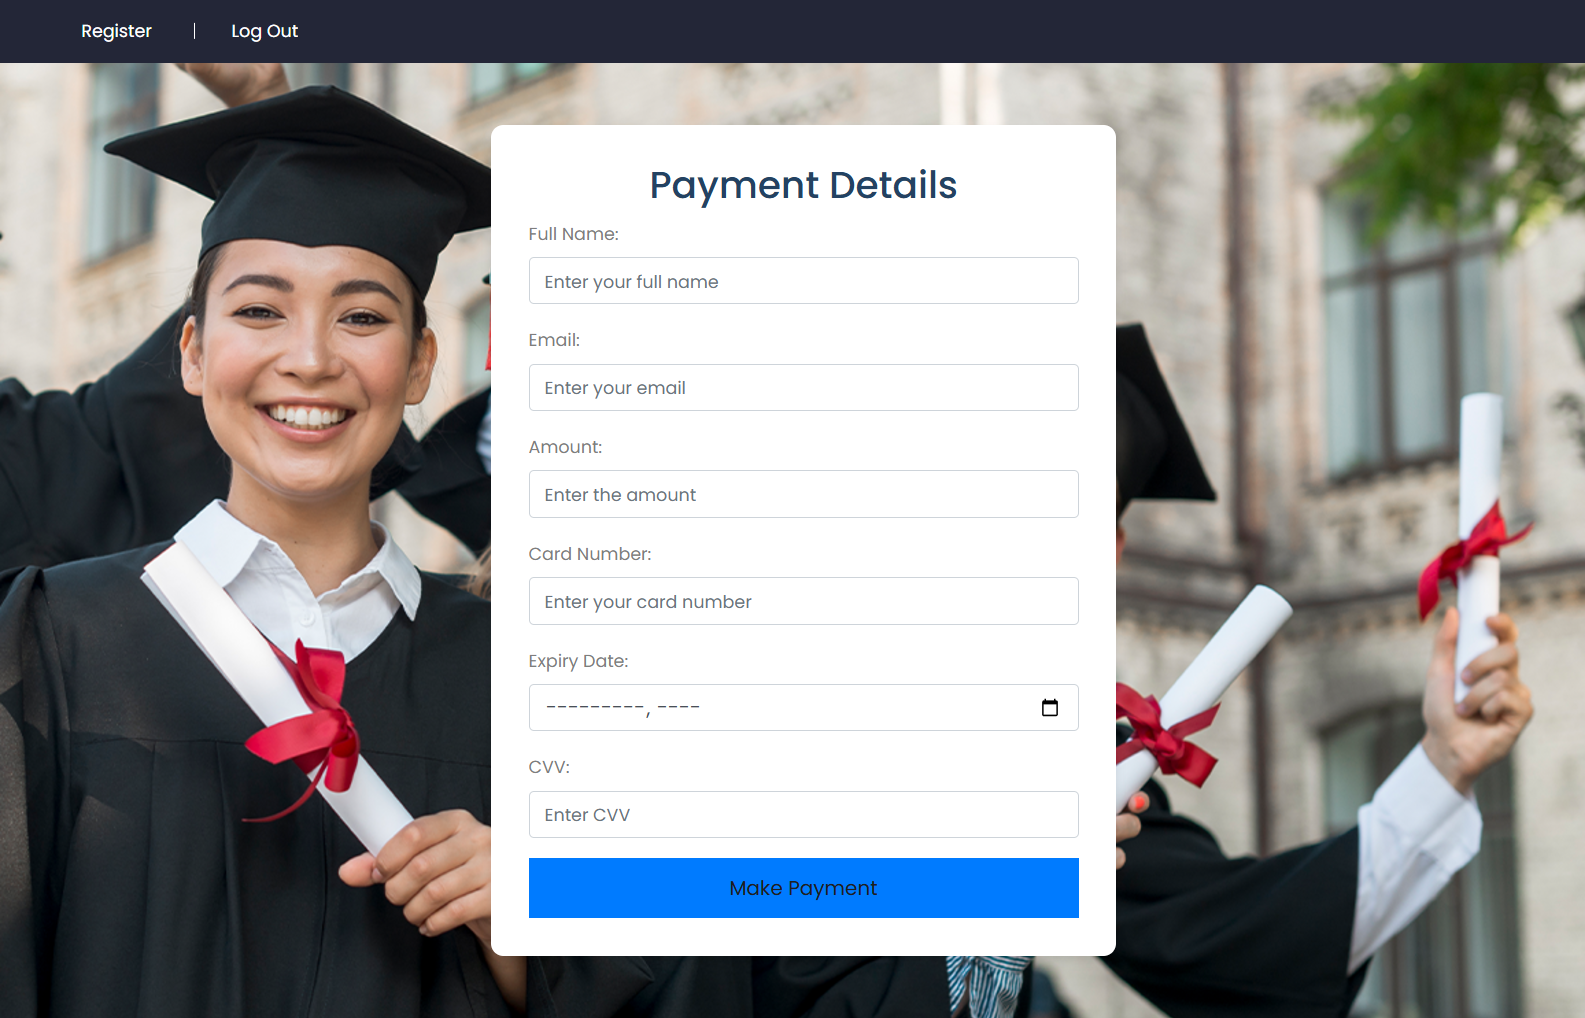 Register | Log Out
Payment Details
Full Name:
Enter your full name
Email:
Enter your email
Amount:
Enter the amount
Card Number:
Enter your card number
Expiry Date:
---------, ----
CVV:
Enter CVV
Make Payment